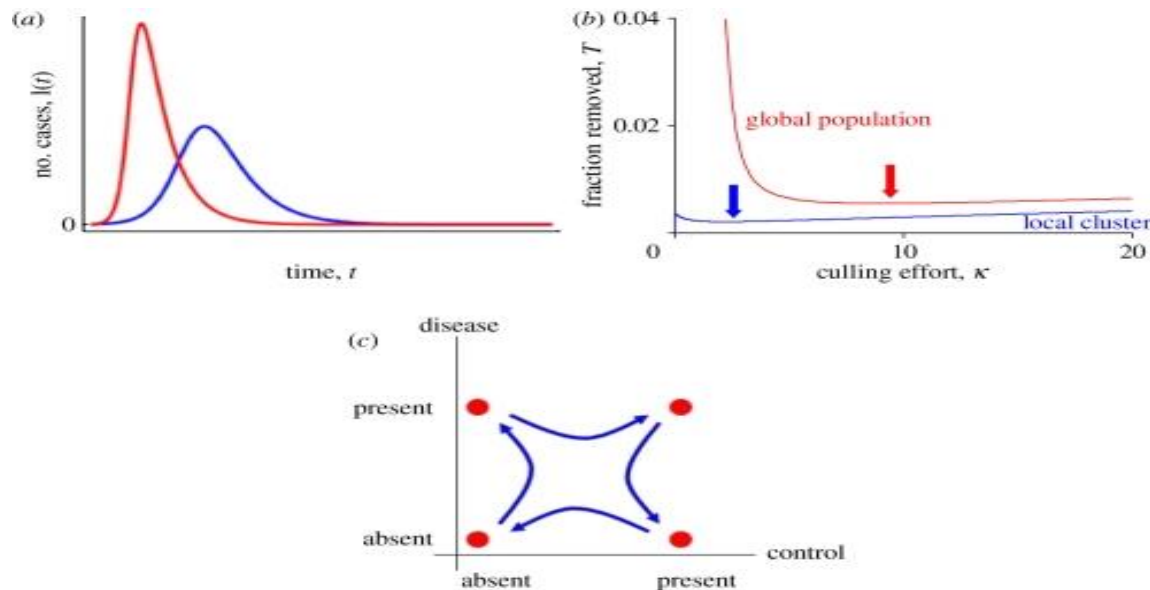 (a)
no. cases, I(t)
0
time, t
(b)
fraction removed, T
0.04
0.02
global population
local cluster
0
10
20
culling effort, κ
(c)
disease
present
absent
control
absent
present